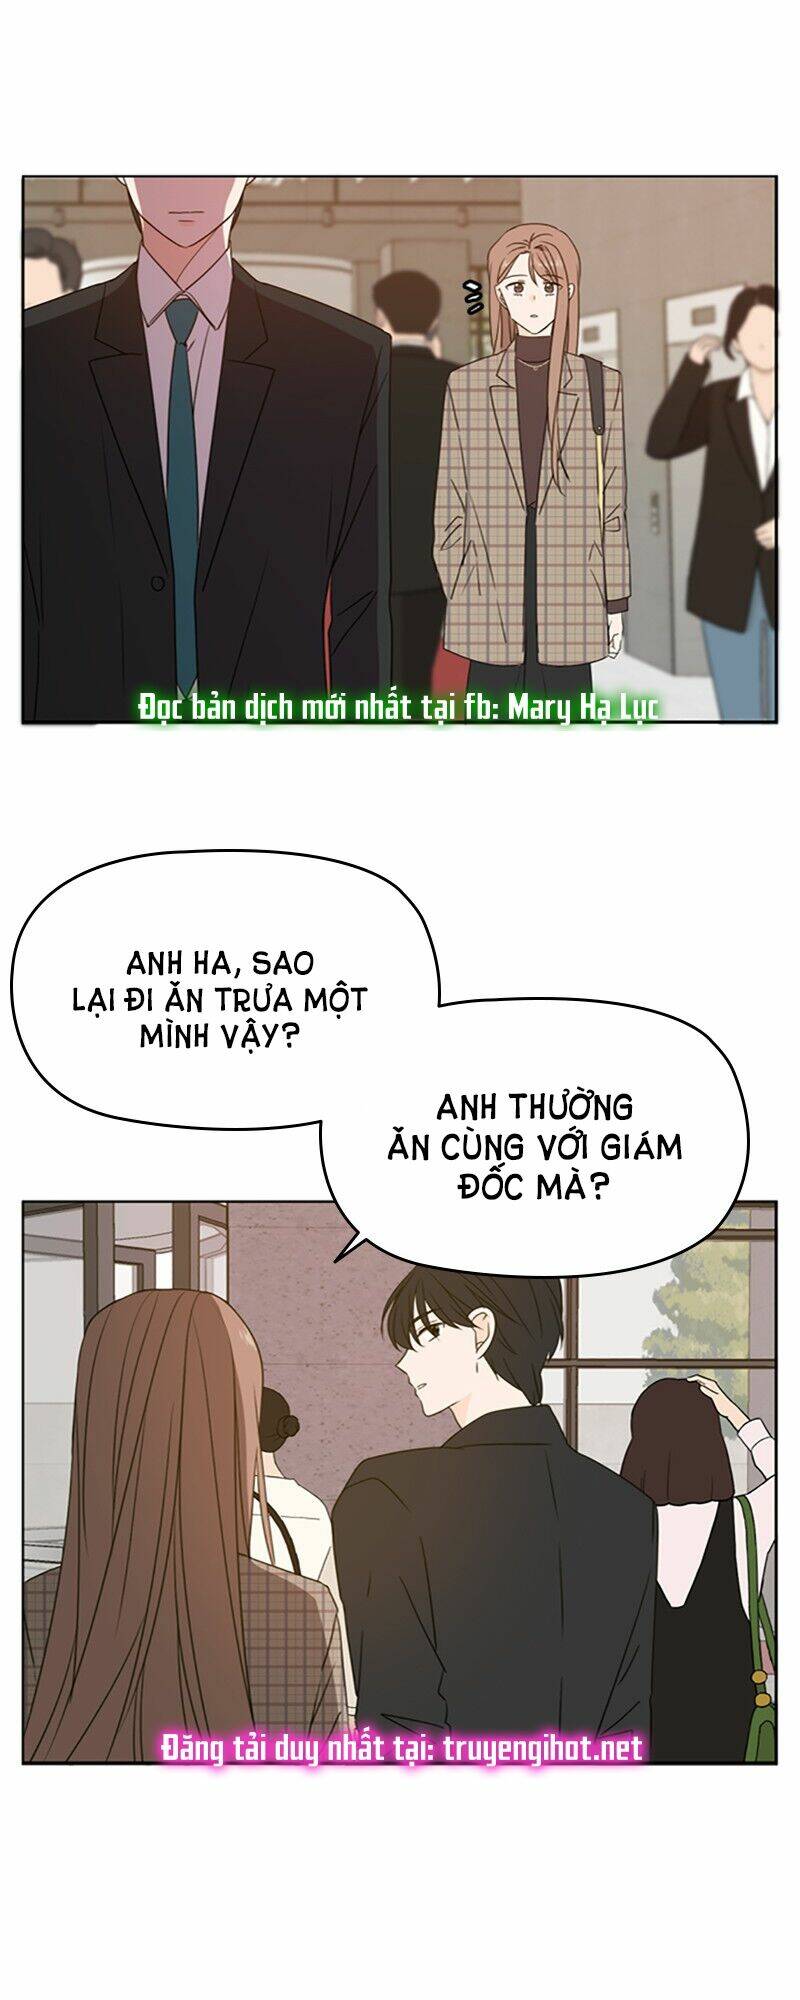 Đọc bản dịch mới nhất tại fb: Mary Hạ Lục
ANH HA, SAO
LẠI ĐI ĂN TRƯA MỘT
MÌNH VẬY?
ANH THƯỜNG
ĂN CÙNG VỚI GIÁM
ĐỐC MÀ?
Đăng tải duy nhất tại: truyengihot.net